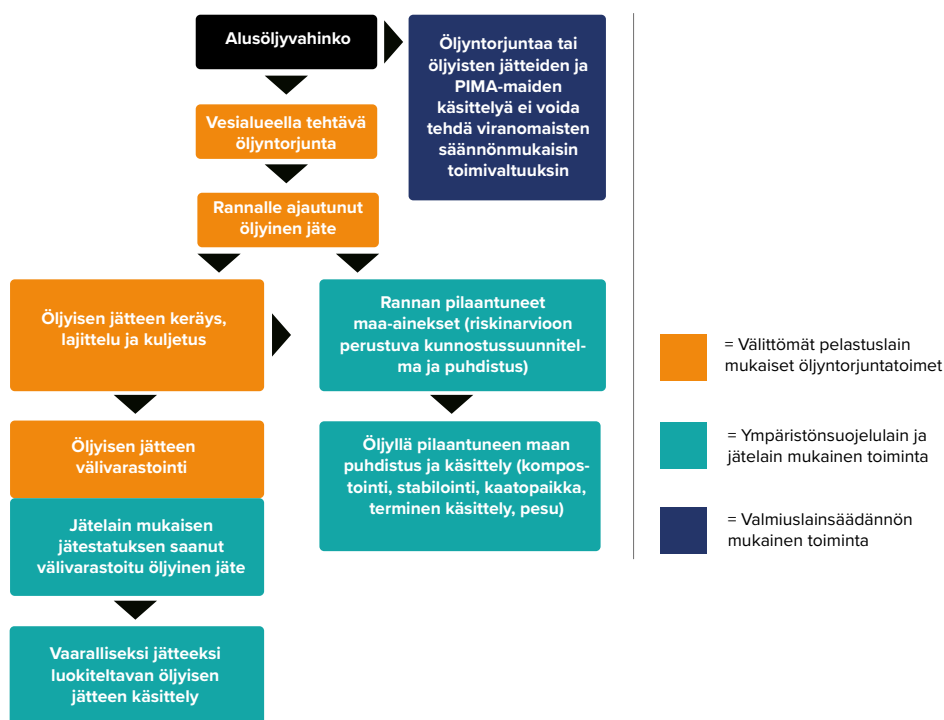 Alusöljyvahinko
Öljyntorjuntaa tai
öljyisten jätteiden ja
PIMA-maiden
käsittelyä ei voida
tehdä viranomaisten
säännönmukaisin
toimivaltuuksin
Vesialueella tehtävä
öljyntorjunta
Rannalle ajautunut
öljyinen jäte
Öljyisen jätteen keräys,
lajittelu ja kuljetus
Rannan pilaantuneet
maa-ainekset (riskinarvioon
perustuva kunnostussuunnitel-
ma ja puhdistus)
Öljyisen jätteen
välivarastointi
Öljyllä pilaantuneen maan
puhdistus ja käsittely (kompos-
tointi, stabilointi, kaatopaikka,
terminen käsittely, pesu)
Jätelain mukaisen
jätestatuksen saanut
välivarastoitu öljyinen jäte
Vaaralliseksi jätteeksi
luokiteltavan öljyisen
jätteen käsittely
= Välittömät pelastuslain
mukaiset öljyntorjuntatoimet
= Ympäristönsuojelulain ja
jätelain mukainen toiminta
= Valmiuslainsäädännön
mukainen toiminta